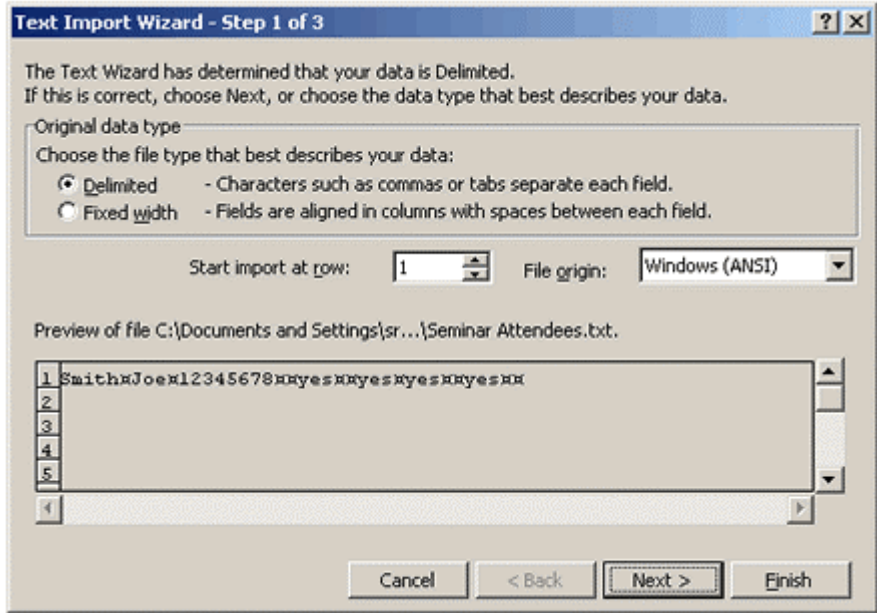 Text Import Wizard - Step 1 of 3
The Text Wizard has determined that your data is Delimited.
If this is correct, choose Next, or choose the data type that best describes your data.
Original data type
Choose the file type that best describes your data:
Delimited - Characters such as commas or tabs separate each field.
Fixed width - Fields are aligned in columns with spaces between each field.
Start import at row: 1 File origin: Windows (ANSI)
Preview of file C:\Documents and Settings\sr...\Seminar Attendees.txt.
1 Smith¤Joe¤12345678¤¤yes¤¤yes¤yes¤¤yes¤¤
2
3
4
5
Cancel < Back Next > Finish